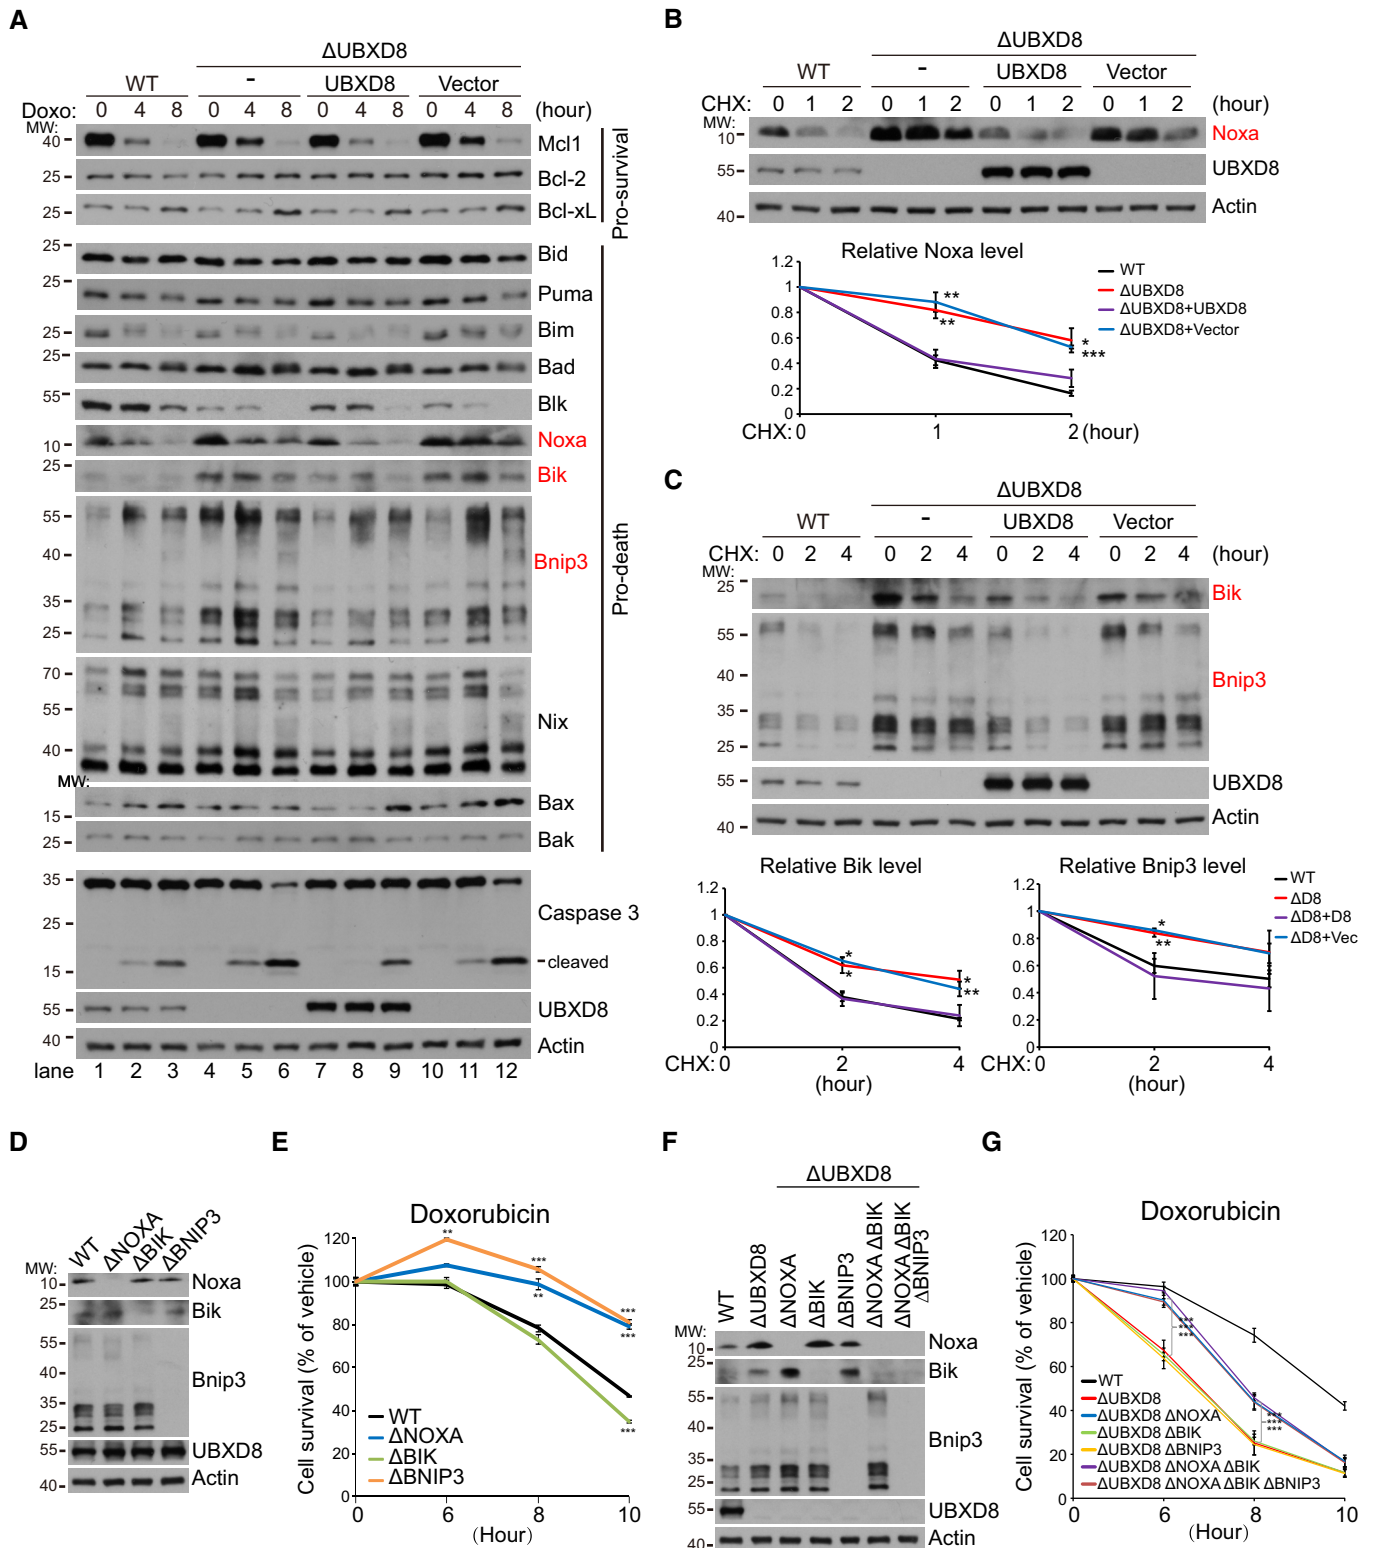 A
ΔUBXD8
WT - UBXD8 Vector
Doxo: 0 4 8 0 4 8 0 4 8 0 4 8 (hour)
MW:
40 Mcl1
25 Bcl-2
25 Bcl-xL
Pro-survival
25 Bid
25 Puma
25 Bim
25 Bad
55 Blk
10 Noxa
25 Bik
55
40 Bnip3
35
25
70
55 Nix
40
MW:
15 Bax
25 Bak
Pro-death
35
25 Caspase 3
cleaved
15
55 UBXD8
40 Actin
lane 1 2 3 4 5 6 7 8 9 10 11 12
B
ΔUBXD8
WT - UBXD8 Vector
CHX: 0 1 2 0 1 2 0 1 2 0 1 2 (hour)
MW:
10 Noxa
55 UBXD8
40 Actin
Relative Noxa level
1.2
1
0.8
0.6
0.4
0.2
0
** 
**
*
***
WT
ΔUBXD8
ΔUBXD8+UBXD8
ΔUBXD8+Vector
CHX: 0 1 2 (hour)
C
ΔUBXD8
WT - UBXD8 Vector
CHX: 0 2 4 0 2 4 0 2 4 0 2 4 (hour)
MW:
25 Bik
55
40 Bnip3
35
25
55 UBXD8
40 Actin
Relative Bik level
1.2
1
0.8
0.6
0.4
0.2
0
*
*
*
**
CHX: 0 2 4
(hour)
Relative Bnip3 level
1.2
1
0.8
0.6
0.4
0.2
0
*
**
WT
ΔD8
ΔD8+D8
ΔD8+Vec
CHX: 0 2 4
(hour)
D
WT ΔNOXA ΔBIK ΔBNIP3
MW:
10 Noxa
25 Bik
55
Bnip3
35
25
55 UBXD8
40 Actin
E
Doxorubicin
Cell survival (% of vehicle)
120
100
80
60
40
20
0
**
***
**
***
***
***
WT
ΔNOXA
ΔBIK
ΔBNIP3
0 6 8 10
(Hour)
F
ΔUBXD8
WT ΔUBXD8 ΔNOXA ΔBIK ΔBNIP3 ΔNOXA ΔBIK ΔNOXA ΔBIK ΔBNIP3
MW:
10 Noxa
25 Bik
55
Bnip3
35
25
55 UBXD8
40 Actin
G
Doxorubicin
Cell survival (% of vehicle)
120
100
80
60
40
20
0
***
***
***
***
***
***
WT
ΔUBXD8
ΔUBXD8 ΔNOXA
ΔUBXD8 ΔBIK
ΔUBXD8 ΔBNIP3
ΔUBXD8 ΔNOXA ΔBIK
ΔUBXD8 ΔNOXA ΔBIK ΔBNIP3
0 6 8 10
(Hour)